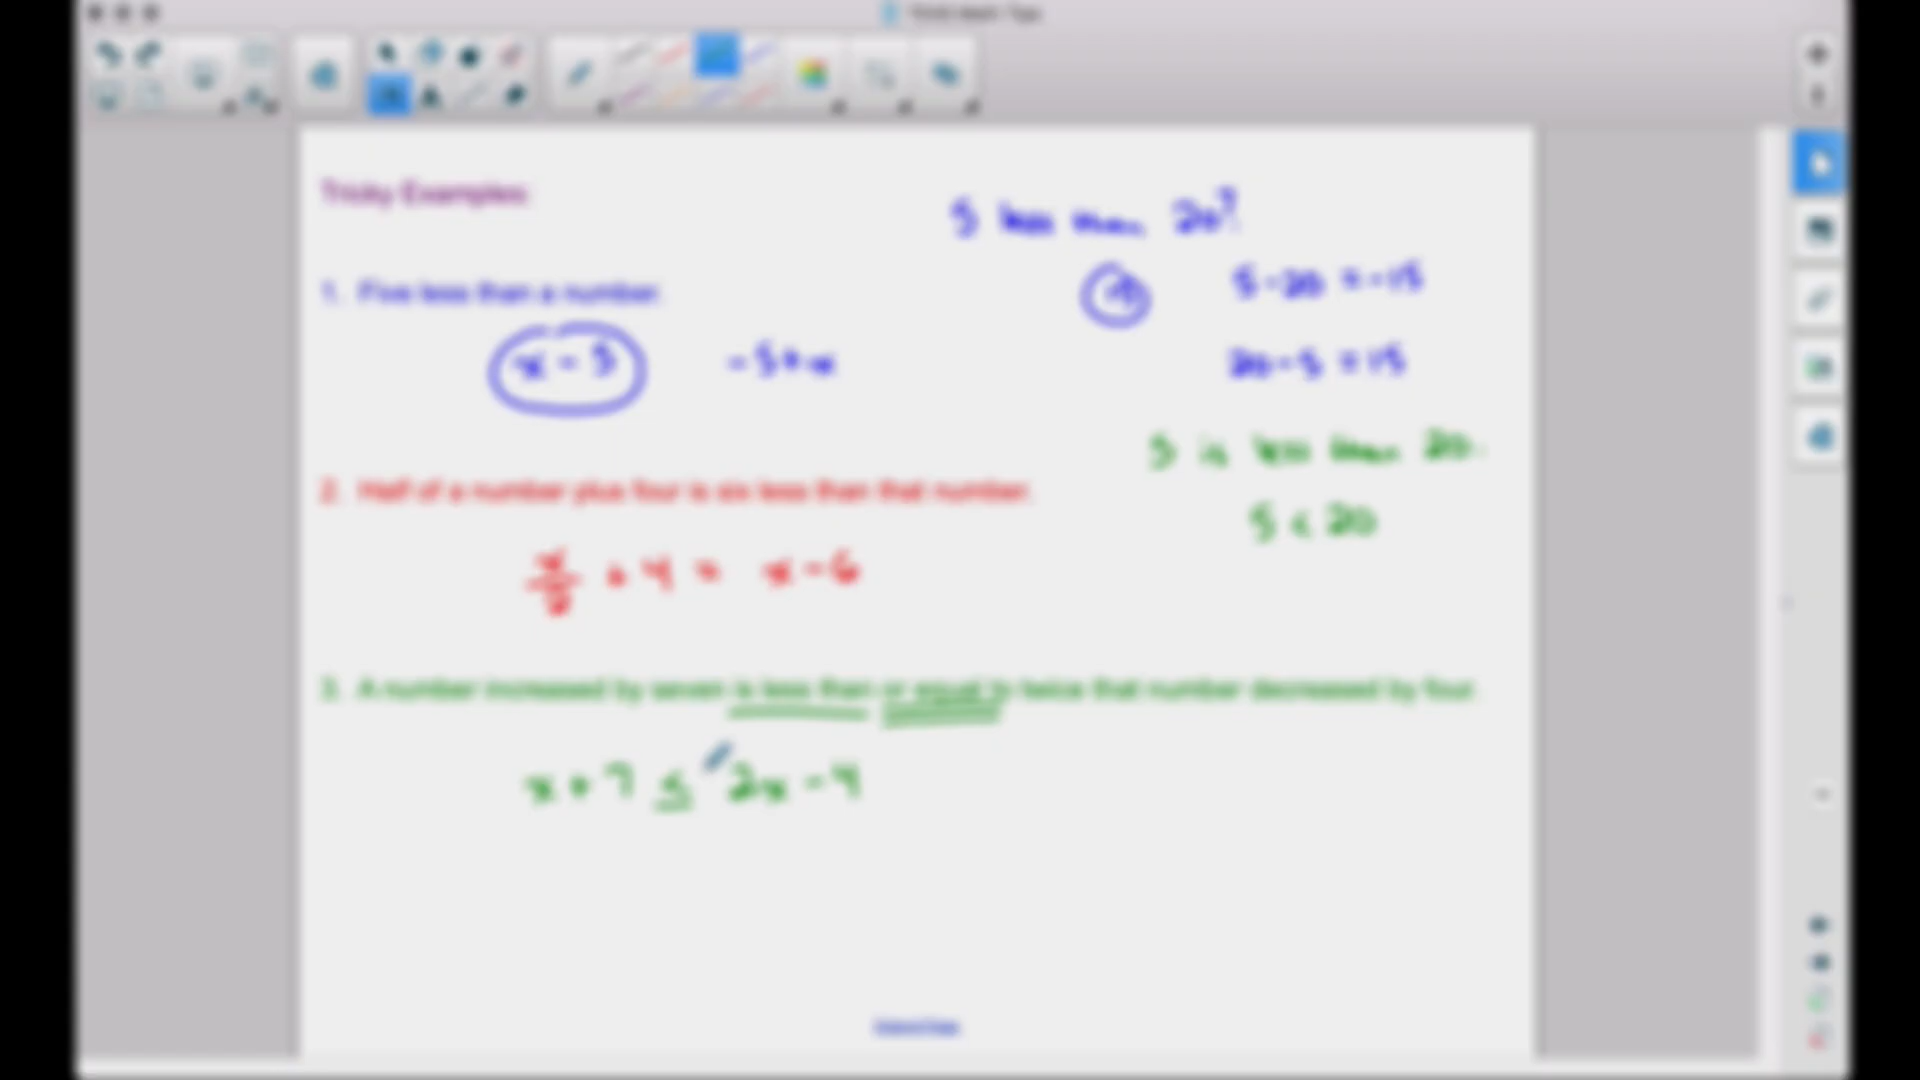 Tricky Examples:
5 less than 20?
1. Five less than a number.
15
5-20 = -15
x - 5
-5+x
20-5 = 15
5 is less than 20.
2. Half of a number plus four is six less than that number.
5 < 20
x/2 + 4 = x - 6
3. A number increased by seven is less than or equal to twice that number decreased by four.
x + 7 ≤ 2x - 4